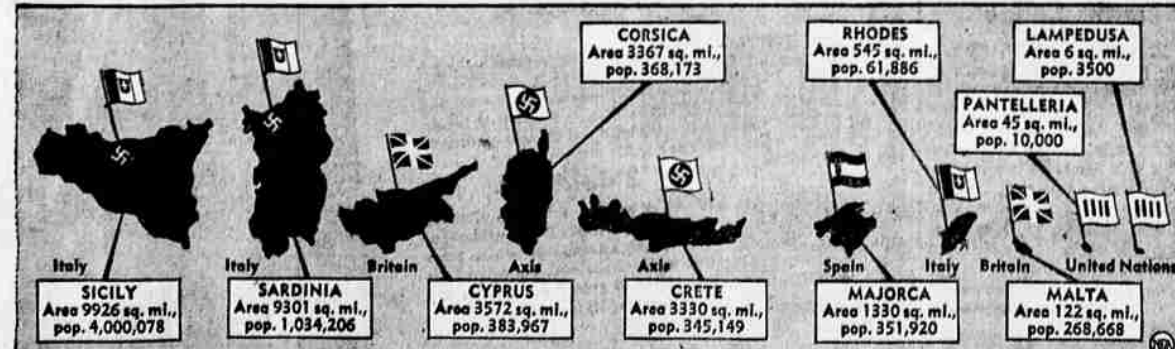 CORSICA
Area 3367 sq. mi.,
pop. 368,173
RHODES
Area 545 sq. mi.,
pop. 61,886
LAMPEDUSA
Area 6 sq. mi.,
pop. 3500
PANTELLERIA
Area 45 sq. mi.,
pop. 10,000
Italy
Italy
Britain
Axis
Axis
Spain
Italy
Britain
United Nations
SICILY
Area 9926 sq. mi.,
pop. 4,000,078
SARDINIA
Area 9301 sq. mi.,
pop. 1,034,206
CYPRUS
Area 3572 sq. mi.,
pop. 383,967
CRETE
Area 3330 sq. mi.,
pop. 345,149
MAJORCA
Area 1330 sq. mi.,
pop. 351,920
MALTA
Area 122 sq. mi.,
pop. 268,668
NEA